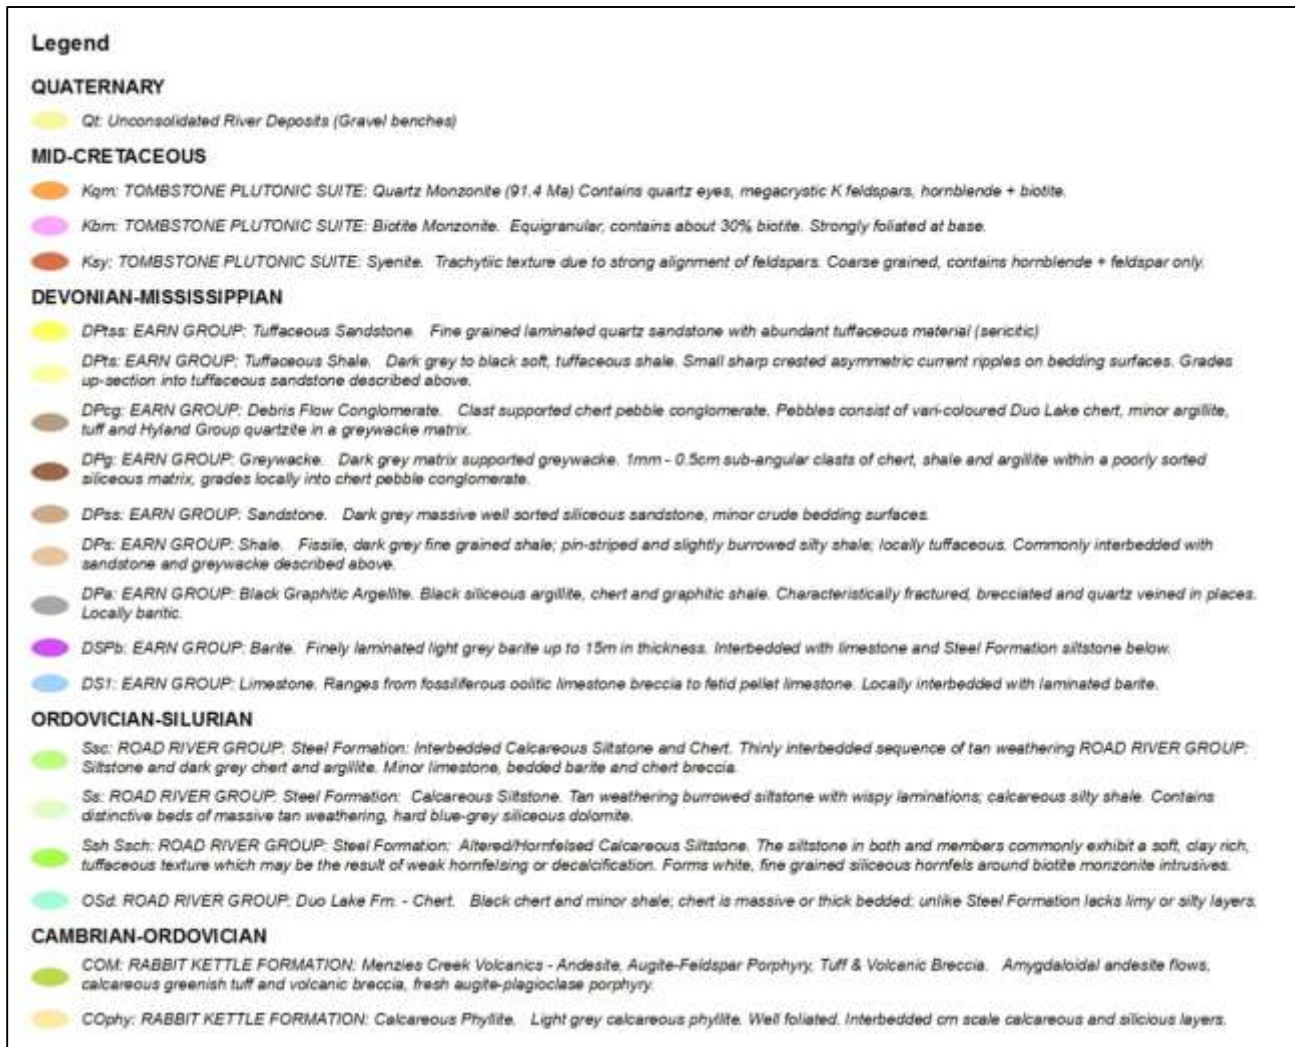 Legend
QUATERNARY
Qt: Unconsolidated River Deposits (Gravel benches)
MID-CRETACEOUS
Kqm: TOMBSTONE PLUTONIC SUITE: Quartz Monzonite (91.4 Ma) Contains quartz eyes, megacrystic K feldspars, hornblende + biotite.
Kbm: TOMBSTONE PLUTONIC SUITE: Biotite Monzonite. Equigranular, contains about 30% biotite. Strongly foliated at base.
Ksy: TOMBSTONE PLUTONIC SUITE: Syenite. Trachytiic texture due to strong alignment of feldspars. Coarse grained, contains hornblende + feldspar only.
DEVONIAN-MISSISSIPPIAN
DPtss: EARN GROUP: Tuffaceous Sandstone. Fine grained laminated quartz sandstone with abundant tuffaceous material (sericitic)
DPts: EARN GROUP: Tuffaceous Shale. Dark grey to black soft, tuffaceous shale. Small sharp crested asymmetric current ripples on bedding surfaces. Grades
up-section into tuffaceous sandstone described above.
DPcg: EARN GROUP: Debris Flow Conglomerate. Clast supported chert pebble conglomerate. Pebbles consist of vari-coloured Duo Lake chert, minor argillite,
tuff and Hyland Group quartzite in a greywacke matrix.
DPg: EARN GROUP: Greywacke. Dark grey matrix supported greywacke. 1mm - 0.5cm sub-angular clasts of chert, shale and argillite within a poorly sorted
siliceous matrix, grades locally into chert pebble conglomerate.
DPss: EARN GROUP: Sandstone. Dark grey massive well sorted siliceous sandstone, minor crude bedding surfaces.
DPs: EARN GROUP: Shale. Fissile, dark grey fine grained shale; pin-striped and slightly burrowed silty shale; locally tuffaceous. Commonly interbedded with
sandstone and greywacke described above.
DPa: EARN GROUP: Black Graphitic Argellite. Black siliceous argillite, chert and graphitic shale. Characteristically fractured, brecciated and quartz veined in places.
Locally baritic.
DSPb: EARN GROUP: Barite. Finely laminated light grey barite up to 15m in thickness. Interbedded with limestone and Steel Formation siltstone below.
DS1: EARN GROUP: Limestone. Ranges from fossiliferous oolitic limestone breccia to fetid pellet limestone. Locally interbedded with laminated barite.
ORDOVICIAN-SILURIAN
Ssc: ROAD RIVER GROUP: Steel Formation: Interbedded Calcareous Siltstone and Chert. Thinly interbedded sequence of tan weathering ROAD RIVER GROUP:
Siltstone and dark grey chert and argillite. Minor limestone, bedded barite and chert breccia.
Ss: ROAD RIVER GROUP: Steel Formation: Calcareous Siltstone. Tan weathering burrowed siltstone with wispy laminations; calcareous silty shale. Contains
distinctive beds of massive tan weathering, hard blue-grey siliceous dolomite.
Ssh Ssch: ROAD RIVER GROUP: Steel Formation: Altered/Hornfelsed Calcareous Siltstone. The siltstone in both and members commonly exhibit a soft, clay rich,
tuffaceous texture which may be the result of weak hornfelsing or decalcification. Forms white, fine grained siliceous hornfels around biotite monzonite intrusives.
OSd: ROAD RIVER GROUP: Duo Lake Fm. - Chert. Black chert and minor shale; chert is massive or thick bedded; unlike Steel Formation lacks limy or silty layers.
CAMBRIAN-ORDOVICIAN
COM: RABBIT KETTLE FORMATION: Menzies Creek Volcanics - Andesite, Augite-Feldspar Porphyry, Tuff & Volcanic Breccia. Amygdaloidal andesite flows,
calcareous greenish tuff and volcanic breccia, fresh augite-plagioclase porphyry.
COphy: RABBIT KETTLE FORMATION: Calcareous Phyllite. Light grey calcareous phyllite. Well foliated. Interbedded cm scale calcareous and silicious layers.